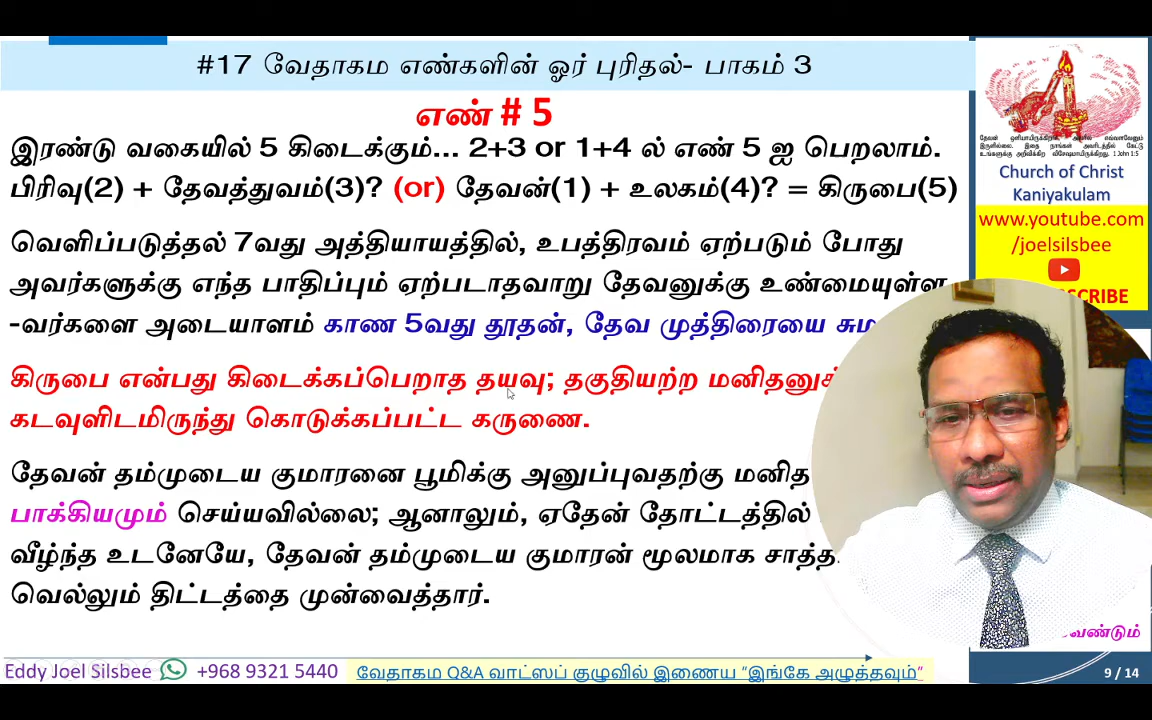 #17 வேதாகம எண்களின் ஓர் புரிதல்- பாகம் 3
எண் # 5
இரண்டு வகையில் 5 கிடைக்கும்... 2+3 or 1+4 ல் எண் 5 ஐ பெறலாம்.
பிரிவு(2) + தேவத்துவம்(3)? (or) தேவன்(1) + உலகம்(4)? = கிருபை(5)
வெளிப்படுத்தல் 7வது அத்தியாயத்தில், உபத்திரவம் ஏற்படும் போது
அவர்களுக்கு எந்த பாதிப்பும் ஏற்படாதவாறு தேவனுக்கு உண்மையுள்ள
-வர்களை அடையாளம் காண 5வது தூதன், தேவ முத்திரையை
கிருபை என்பது கிடைக்கப்பெறாத தயவு; தகுதியற்ற
கடவுளிடமிருந்து கொடுக்கப்பட்ட கருணை.
தேவன் தம்முடைய குமாரனை பூமிக்கு அனுப்புவதற்கு
பாக்கியமும் செய்யவில்லை; ஆனாலும், ஏதேன் தோட்டத்தில்
வீழ்ந்த உடனேயே, தேவன் தம்முடைய குமாரன் மூலமாக
வெல்லும் திட்டத்தை முன்வைத்தார்.
1 John 1:5
Church of Christ
Kaniyakulam
www.youtube.com
/joelsilsbee
Eddy Joel Silsbee +968 9321 5440 வேதாகம Q&A வாட்ஸப் குழுவில் இணைய "இங்கே அழுத்தவும்"
9 / 14